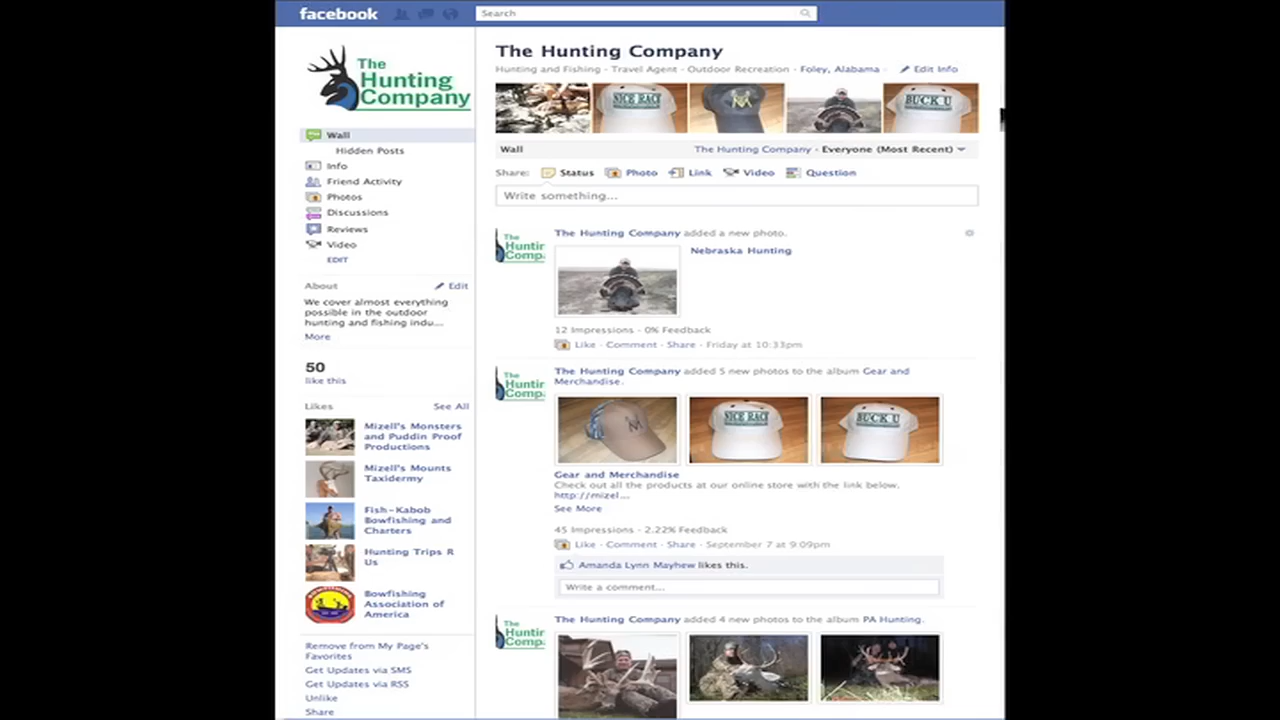 facebook
Search
The
Hunting
Company
Wall
Hidden Posts
Info
Friend Activity
Photos
Discussions
Reviews
Video
EDIT
About
Edit
We cover almost everything
possible in the outdoor
hunting and fishing indu...
More
50
like this
Likes
See All
Mizell's Monsters
and Puddin Proof
Productions
Mizell's Mounts
Taxidermy
Fish-Kabob
Bowfishing and
Charters
Hunting Trips R
Us
Bowfishing
Association of
America
Remove from My Page's
Favorites
Get Updates via SMS
Get Updates via RSS
Unlike
Share
The Hunting Company
Hunting and Fishing - Travel Agent - Outdoor Recreation - Foley, Alabama
Edit Info
NICE RACK
BUCK U
Wall
The Hunting Company · Everyone (Most Recent)
Share: Status Photo Link Video Question
Write something...
The
Huntin
Comp
The Hunting Company added a new photo.
Nebraska Hunting
12 Impressions · 0% Feedback
Like · Comment · Share · Friday at 10:33pm
The
Huntin
Comp
The Hunting Company added 5 new photos to the album Gear and
Merchandise.
NICE RACK
BUCK U
Gear and Merchandise
Check out all the products at our online store with the link below.
http://mizel...
See More
45 Impressions · 2.22% Feedback
Like · Comment · Share · September 7 at 9:09pm
Amanda Lynn Mayhew likes this.
Write a comment...
The
Huntin
Comp
The Hunting Company added 4 new photos to the album PA Hunting.